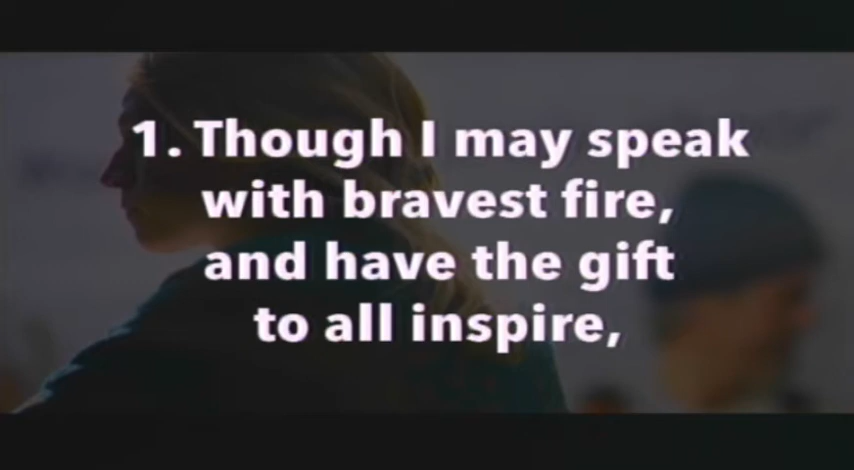 1. Though I may speak
with bravest fire,
and have the gift
to all inspire,